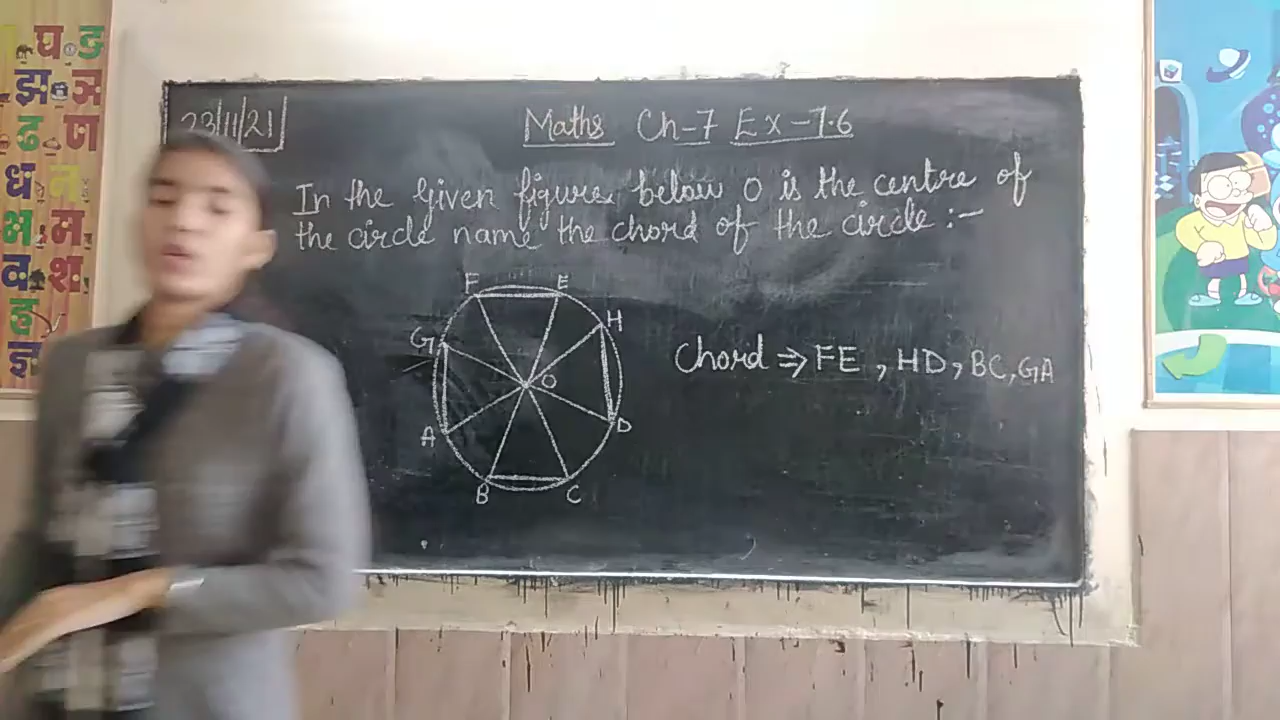 घ ङ
झ ञ
ढ ण
ध न
क्ष म
व श
ज्ञ
23/11/21
Maths Ch-7 Ex-7.6
In the given figure below O is the centre of
the circle name the chord of the circle :-
F E
G H
O
A D
B C
Chord ⇒ FE , HD, BC, GA